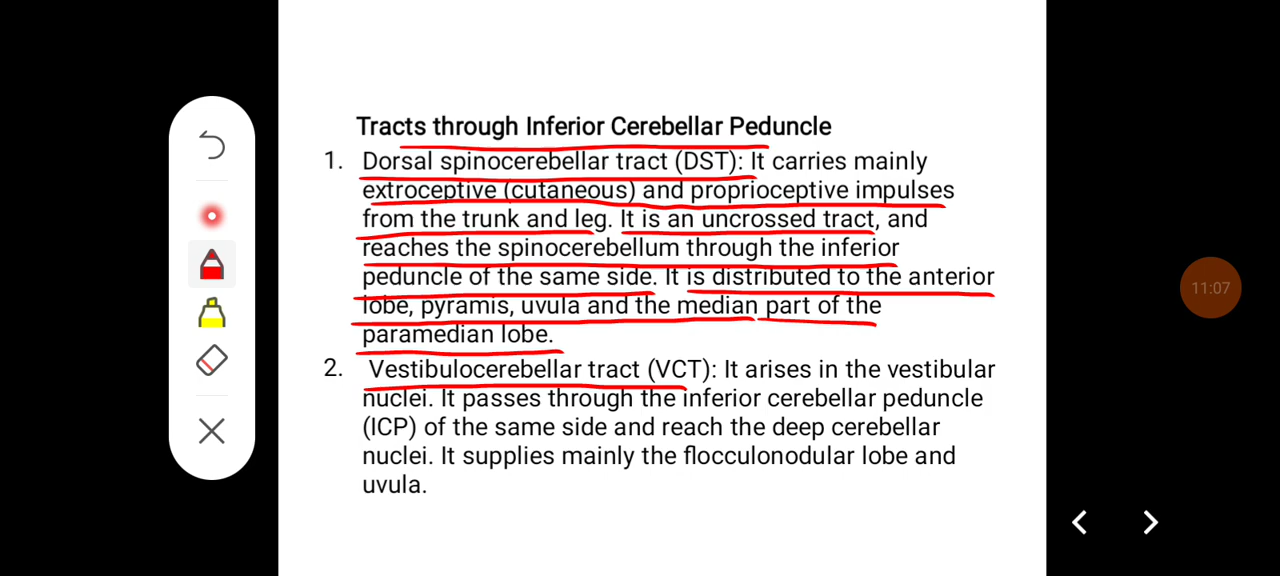 Tracts through Inferior Cerebellar Peduncle
1. Dorsal spinocerebellar tract (DST): It carries mainly
extroceptive (cutaneous) and proprioceptive impulses
from the trunk and leg. It is an uncrossed tract, and
reaches the spinocerebellum through the inferior
peduncle of the same side. It is distributed to the anterior
lobe, pyramis, uvula and the median part of the
paramedian lobe.
2. Vestibulocerebellar tract (VCT): It arises in the vestibular
nuclei. It passes through the inferior cerebellar peduncle
(ICP) of the same side and reach the deep cerebellar
nuclei. It supplies mainly the flocculonodular lobe and
uvula.
11:07